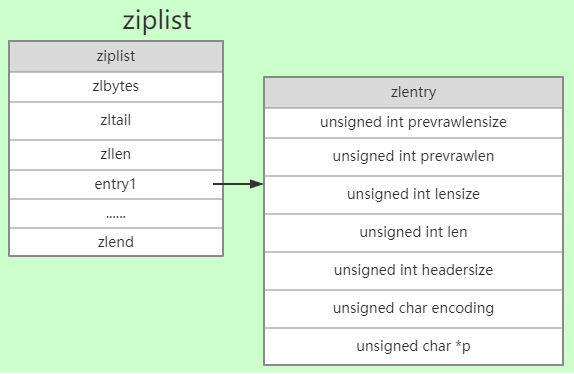 ziplist
ziplist
zlbytes
zltail
zllen
entry1
......
zlend
zlentry
unsigned int prevrawlensize
unsigned int prevrawlen
unsigned int lensize
unsigned int len
unsigned int headersize
unsigned char encoding
unsigned char *p